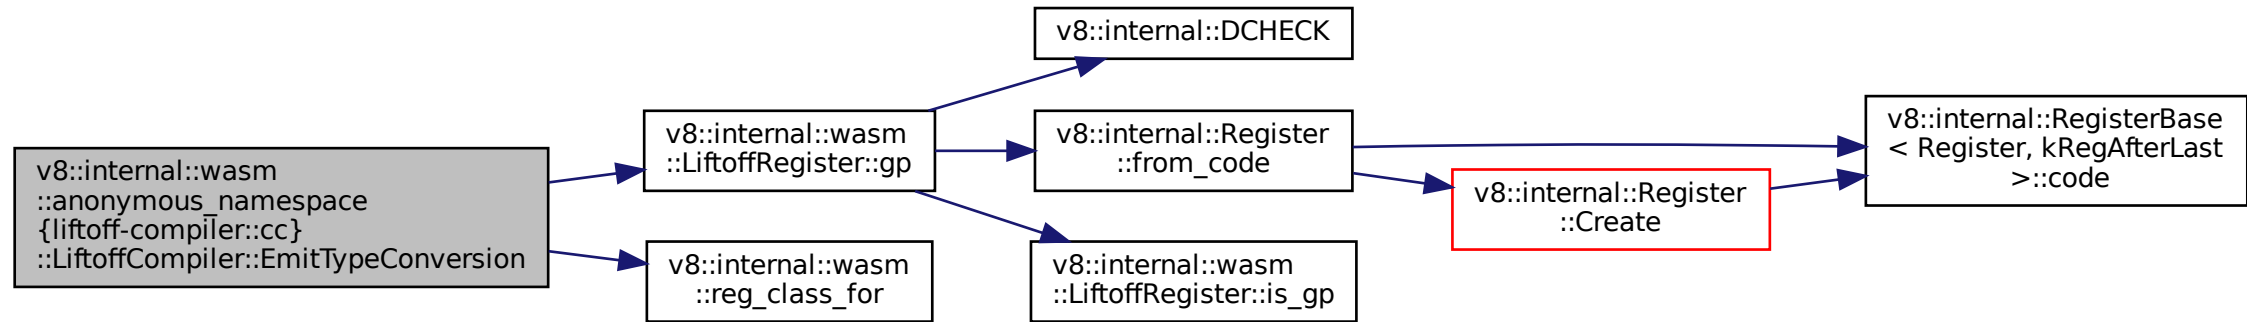 v8::internal::wasm
::anonymous_namespace
{liftoff-compiler::cc}
::LiftoffCompiler::EmitTypeConversion
v8::internal::wasm
::LiftoffRegister::gp
v8::internal::wasm
::reg_class_for
v8::internal::DCHECK
v8::internal::Register
::from_code
v8::internal::wasm
::LiftoffRegister::is_gp
v8::internal::Register
::Create
v8::internal::RegisterBase
< Register, kRegAfterLast
>::code